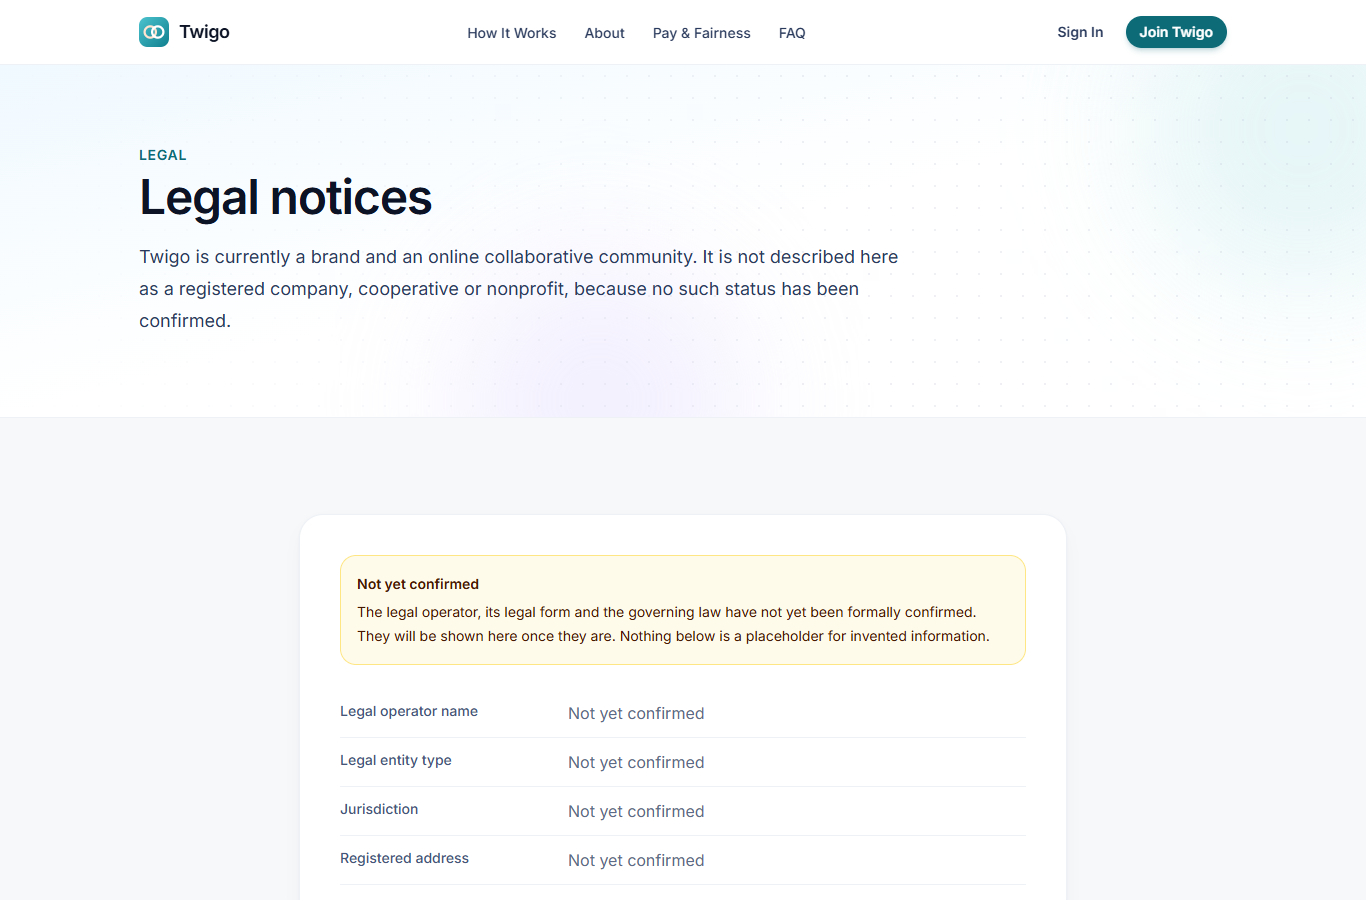 Twigo
How It Works
About
Pay & Fairness
FAQ
Sign In
Join Twigo
LEGAL
Legal notices
Twigo is currently a brand and an online collaborative community. It is not described here
as a registered company, cooperative or nonprofit, because no such status has been
confirmed.
Not yet confirmed
The legal operator, its legal form and the governing law have not yet been formally confirmed.
They will be shown here once they are. Nothing below is a placeholder for invented information.
Legal operator name
Not yet confirmed
Legal entity type
Not yet confirmed
Jurisdiction
Not yet confirmed
Registered address
Not yet confirmed